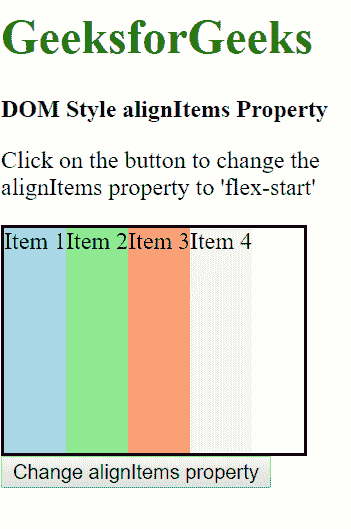 GeeksforGeeks
DOM Style alignItems Property
Click on the button to change the
alignItems property to 'flex-start'
Item 1 Item 2 Item 3 Item 4
Change alignItems property